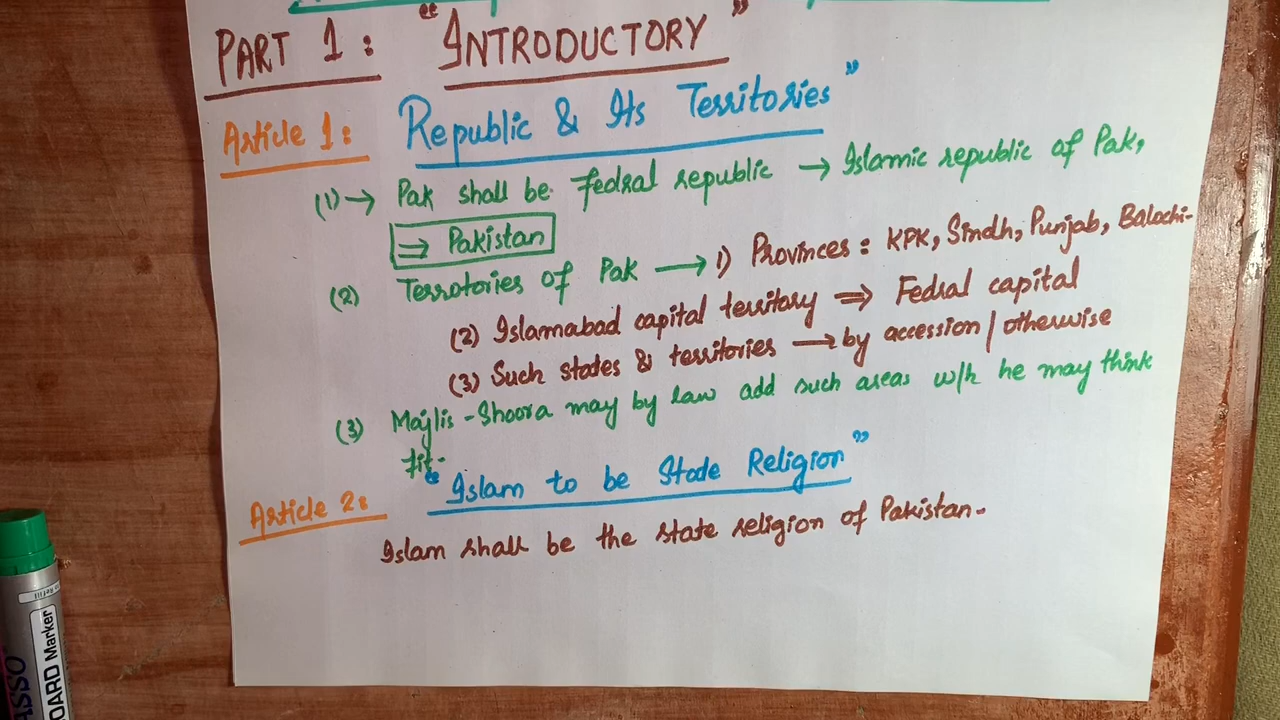 PART 1: "INTRODUCTORY"
Article 1: Republic & Its Territories"
(1) → Pak shall be fedral republic → Islamic republic of Pak,
⇒ Pakistan
(2) Terrotories of Pak → 1) Provinces: KPK, Sindh, Punjab, Balochi-
(2) Islamabad capital territary ⇒ Fedral capital
(3) Such states & territories → by accession / otherwise
(3) Majlis-Shoora may by law add such areas w/h he may think
fit.
Article 2: "Islam to be State Religion"
Islam shall be the state religion of Pakistan.
BOARD Marker